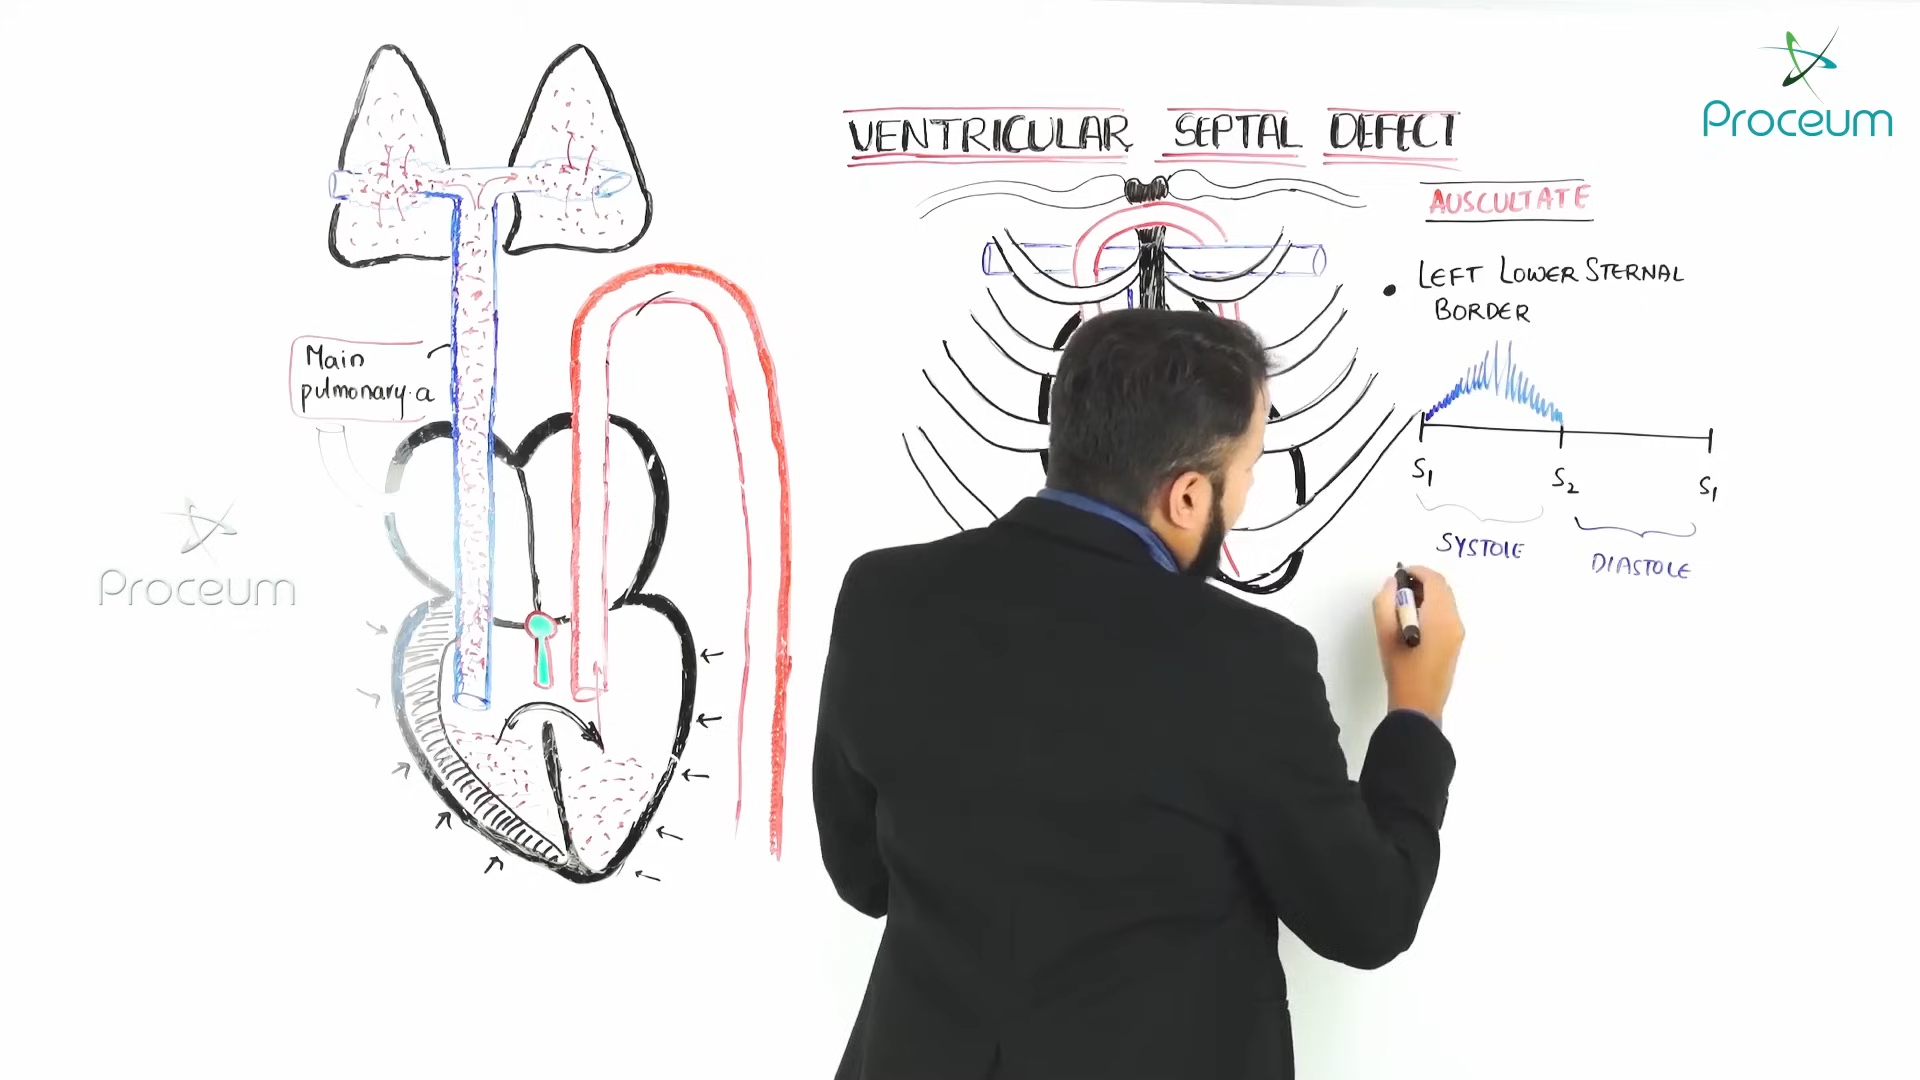 Proceum
VENTRICULAR SEPTAL DEFECT
AUSCULTATE
LEFT LOWER STERNAL
BORDER
Main
pulmonary.a
S1
S2
S1
SYSTOLE
DIASTOLE
Proceum